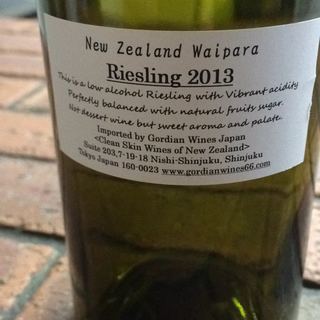 New Zealand Waipara
Riesling 2013
This is a low alcohol Riesling with Vibrant acidity
Perfectly balanced with natural fruits sugar.
Not dessert wine but sweet aroma and palate.
Imported by Gordian Wines Japan
<Clean Skin Wines of New Zealand>
Suite 203,7-19-18 Nishi-Shinjuku, Shinjuku
Tokyo Japan 160-0023 www.gordianwines66.com